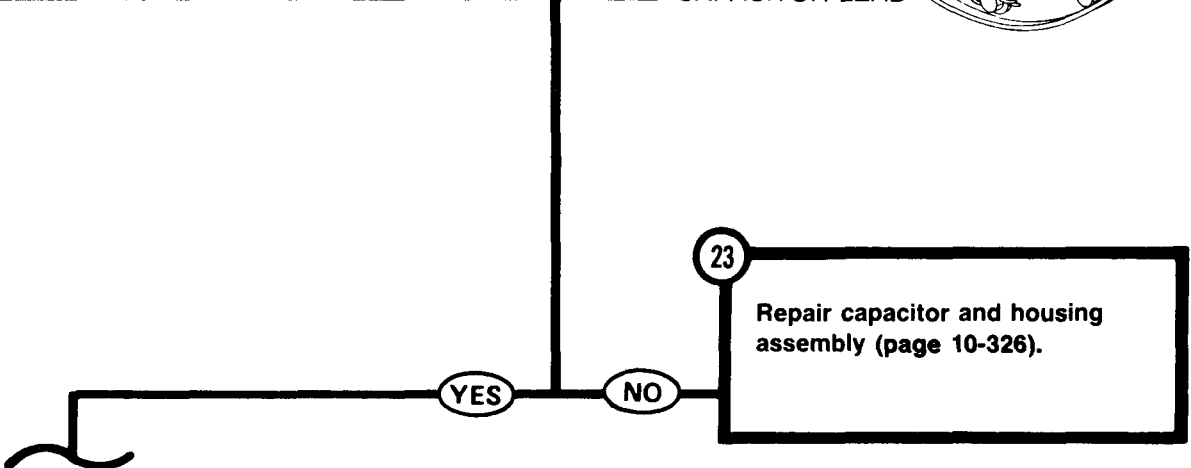 23
Repair capacitor and housing
assembly (page 10-326).
YES
NO